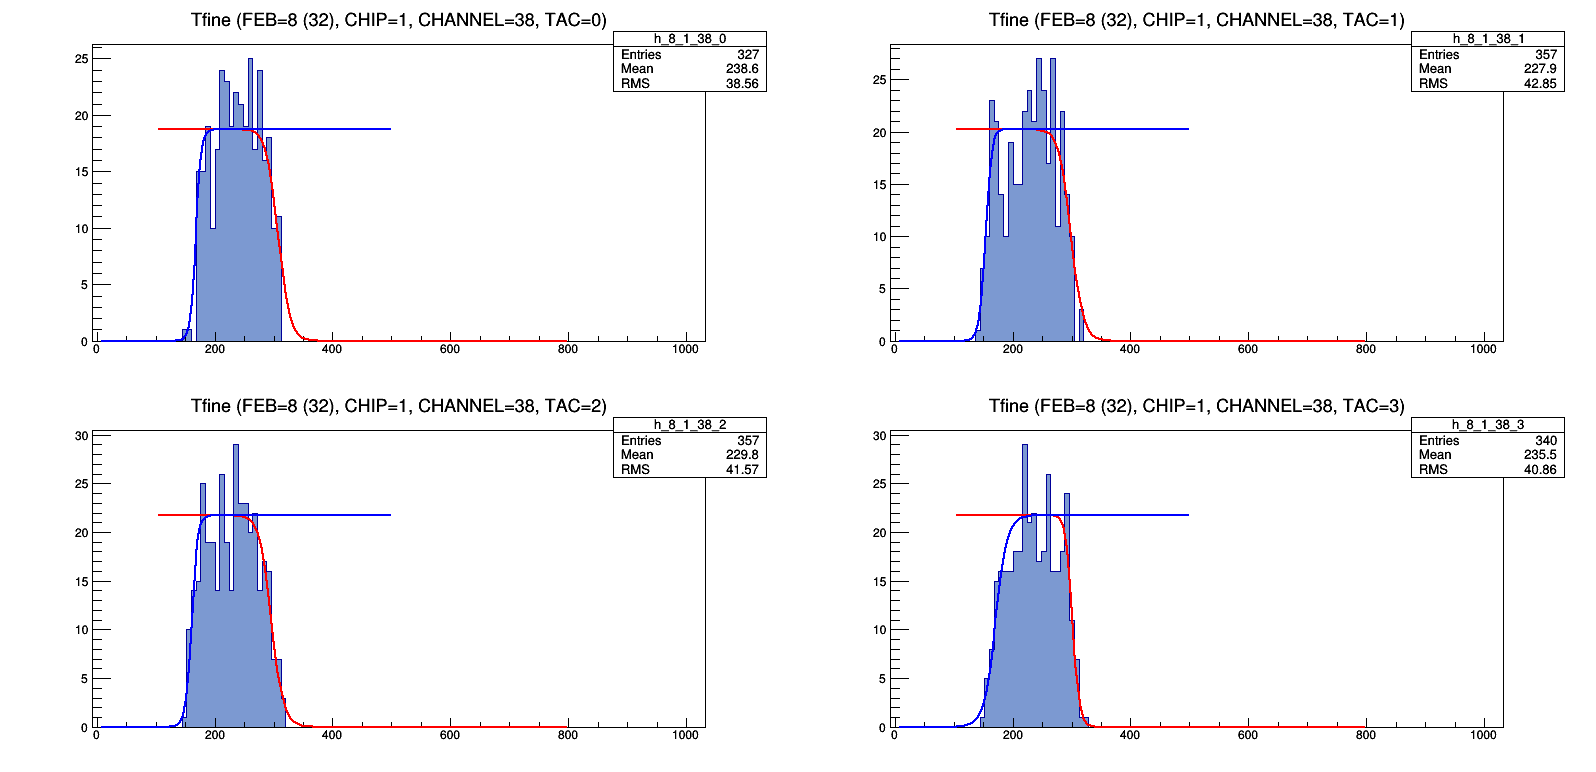 Tfine (FEB=8 (32), CHIP=1, CHANNEL=38, TAC=0)
h_8_1_38_0
Entries 327
Mean 238.6
RMS 38.56
25
20
15
10
5
0
0 200 400 600 800 1000
Tfine (FEB=8 (32), CHIP=1, CHANNEL=38, TAC=1)
h_8_1_38_1
Entries 357
Mean 227.9
RMS 42.85
25
20
15
10
5
0
0 200 400 600 800 1000
Tfine (FEB=8 (32), CHIP=1, CHANNEL=38, TAC=2)
h_8_1_38_2
Entries 357
Mean 229.8
RMS 41.57
30
25
20
15
10
5
0
0 200 400 600 800 1000
Tfine (FEB=8 (32), CHIP=1, CHANNEL=38, TAC=3)
h_8_1_38_3
Entries 340
Mean 235.5
RMS 40.86
30
25
20
15
10
5
0
0 200 400 600 800 1000